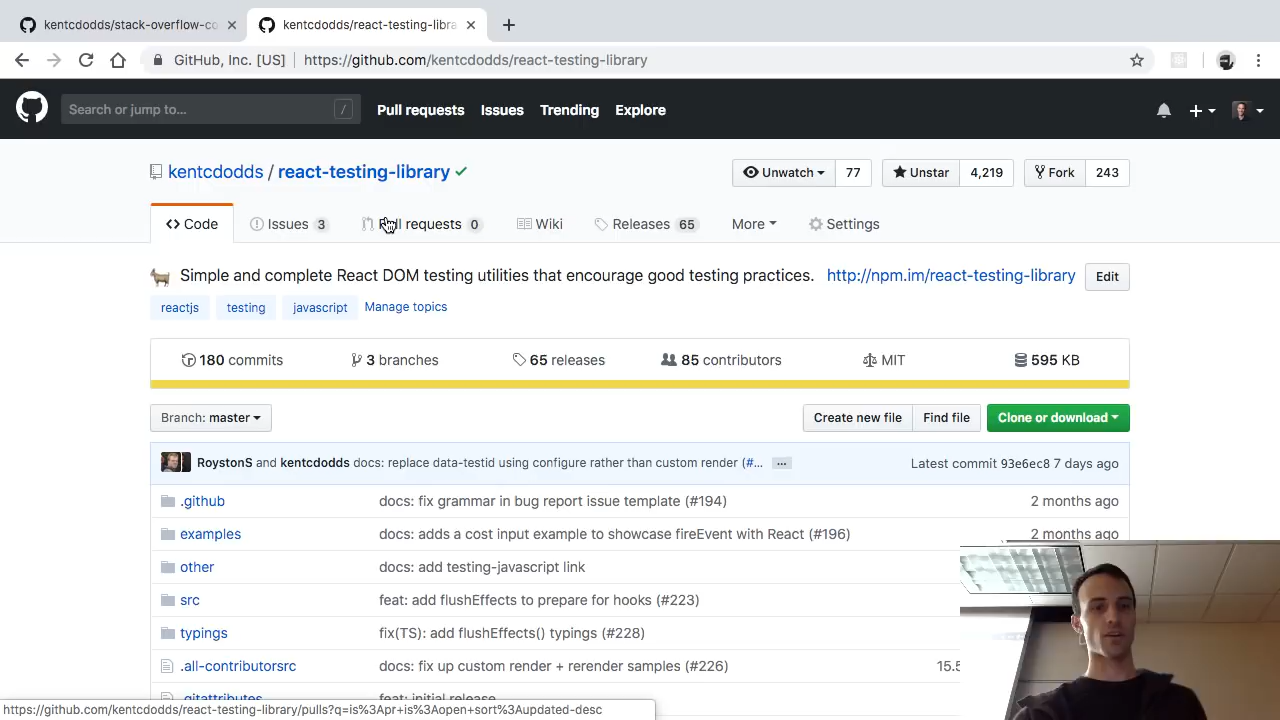 kentcdodds/stack-overflow-co
kentcdodds/react-testing-libra
GitHub, Inc. [US]
https://github.com/kentcdodds/react-testing-library
Search or jump to...
/
Pull requests
Issues
Trending
Explore
kentcdodds / react-testing-library
Unwatch
77
Unstar
4,219
Fork
243
Code
Issues 3
Pull requests 0
Wiki
Releases 65
More
Settings
Simple and complete React DOM testing utilities that encourage good testing practices.
http://npm.im/react-testing-library
Edit
reactjs
testing
javascript
Manage topics
180 commits
3 branches
65 releases
85 contributors
MIT
595 KB
Branch: master
Create new file
Find file
Clone or download
RoystonS and kentcdodds docs: replace data-testid using configure rather than custom render (#...
Latest commit 93e6ec8 7 days ago
.github
docs: fix grammar in bug report issue template (#194)
2 months ago
examples
docs: adds a cost input example to showcase fireEvent with React (#196)
2 months ago
other
docs: add testing-javascript link
src
feat: add flushEffects to prepare for hooks (#223)
typings
fix(TS): add flushEffects() typings (#228)
.all-contributorsrc
docs: fix up custom render + rerender samples (#226)
15
.gitattributes
feat: initial release
https://github.com/kentcdodds/react-testing-library/pulls?q=is%3Apr+is%3Aopen+sort%3Aupdated-desc